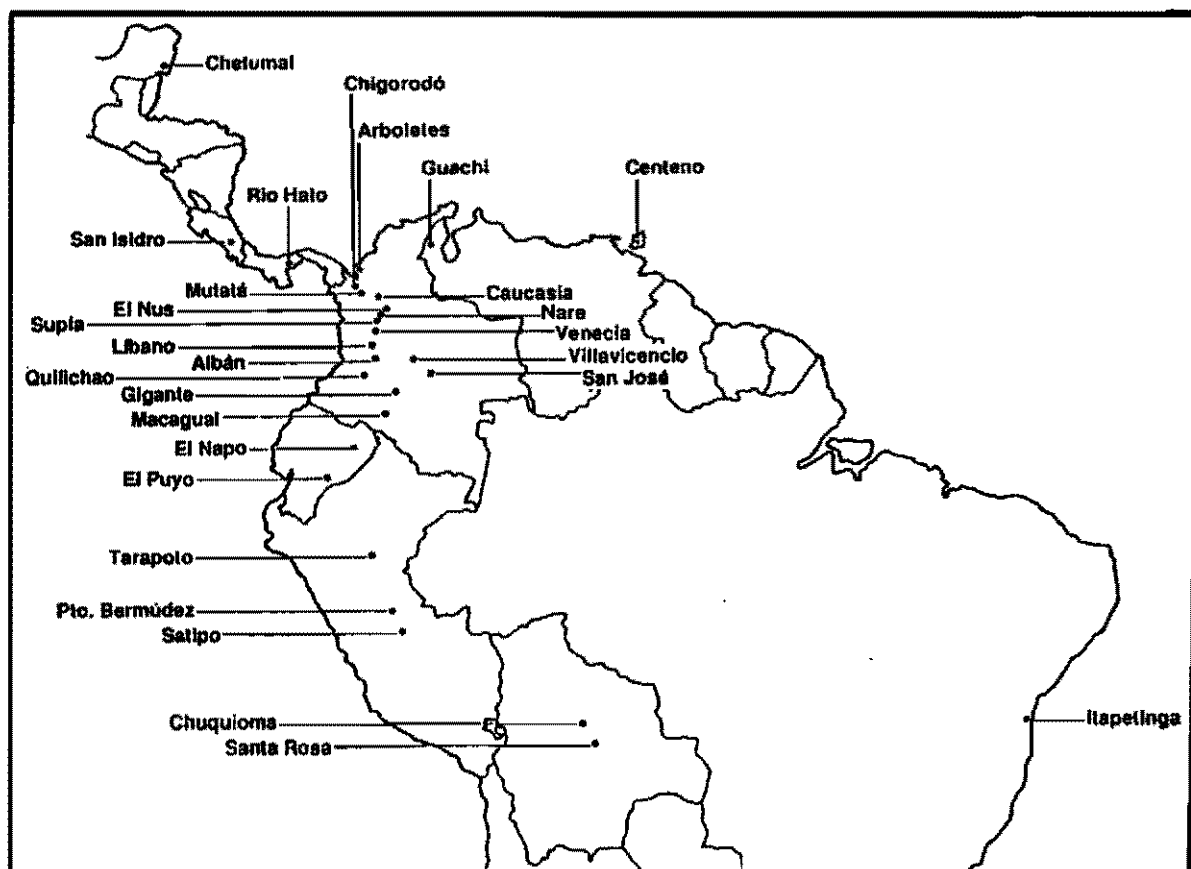 Chetumal
Chigorodó
Arboletes
Guachi
Centeno
Rio Hato
San Isidro
Mutatá
Caucasia
El Nus
Nare
Supía
Venecia
Líbano
Villavicencio
Albán
San José
Quilichao
Gigante
Macagual
El Napo
El Puyo
Tarapoto
Pto. Bermúdez
Satipo
Chuquioma
Itapetinga
Santa Rosa